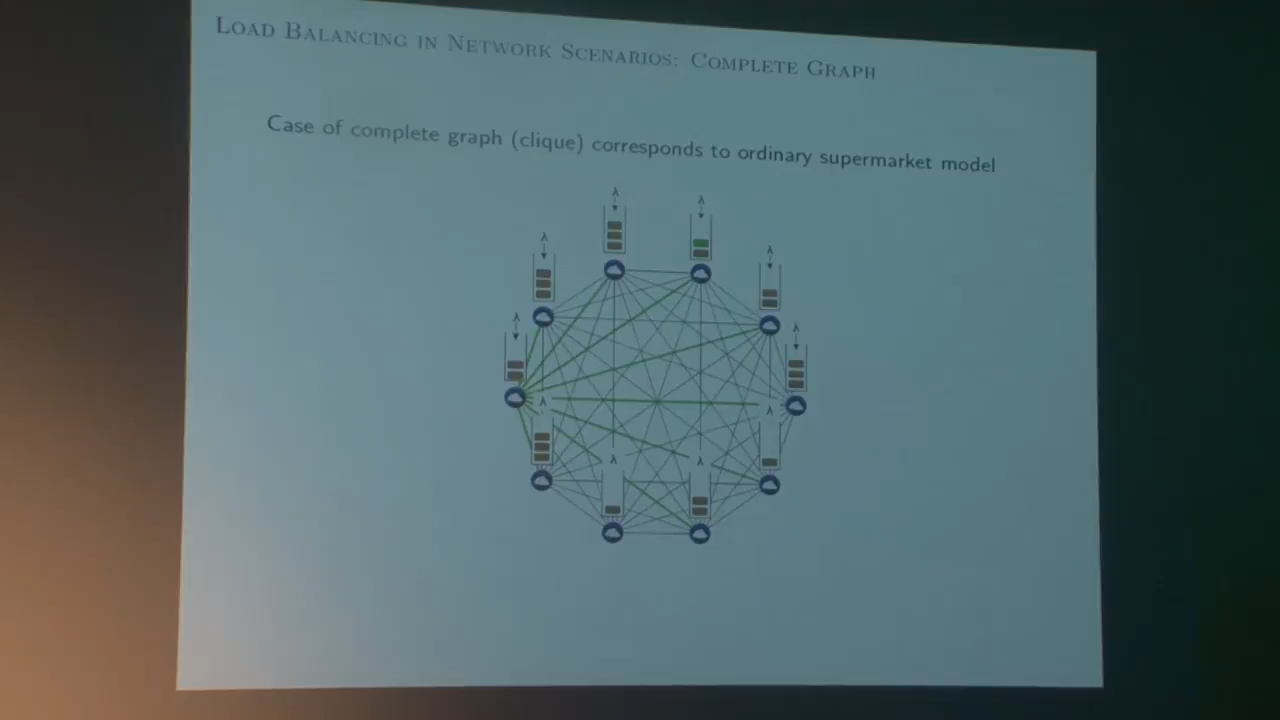 LOAD BALANCING IN NETWORK SCENARIOS: COMPLETE GRAPH
Case of complete graph (clique) corresponds to ordinary supermarket model
λ
λ
λ
λ
λ
λ
λ
λ
λ
λ